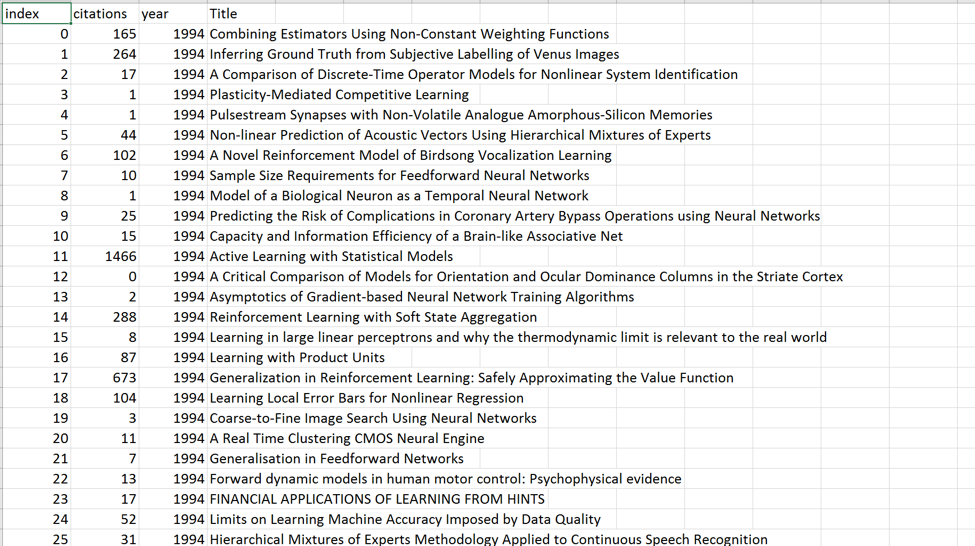 index citations year Title
0 165 1994 Combining Estimators Using Non-Constant Weighting Functions
1 264 1994 Inferring Ground Truth from Subjective Labelling of Venus Images
2 17 1994 A Comparison of Discrete-Time Operator Models for Nonlinear System Identification
3 1 1994 Plasticity-Mediated Competitive Learning
4 1 1994 Pulsestream Synapses with Non-Volatile Analogue Amorphous-Silicon Memories
5 44 1994 Non-linear Prediction of Acoustic Vectors Using Hierarchical Mixtures of Experts
6 102 1994 A Novel Reinforcement Model of Birdsong Vocalization Learning
7 10 1994 Sample Size Requirements for Feedforward Neural Networks
8 1 1994 Model of a Biological Neuron as a Temporal Neural Network
9 25 1994 Predicting the Risk of Complications in Coronary Artery Bypass Operations using Neural Networks
10 15 1994 Capacity and Information Efficiency of a Brain-like Associative Net
11 1466 1994 Active Learning with Statistical Models
12 0 1994 A Critical Comparison of Models for Orientation and Ocular Dominance Columns in the Striate Cortex
13 2 1994 Asymptotics of Gradient-based Neural Network Training Algorithms
14 288 1994 Reinforcement Learning with Soft State Aggregation
15 8 1994 Learning in large linear perceptrons and why the thermodynamic limit is relevant to the real world
16 87 1994 Learning with Product Units
17 673 1994 Generalization in Reinforcement Learning: Safely Approximating the Value Function
18 104 1994 Learning Local Error Bars for Nonlinear Regression
19 3 1994 Coarse-to-Fine Image Search Using Neural Networks
20 11 1994 A Real Time Clustering CMOS Neural Engine
21 7 1994 Generalisation in Feedforward Networks
22 13 1994 Forward dynamic models in human motor control: Psychophysical evidence
23 17 1994 FINANCIAL APPLICATIONS OF LEARNING FROM HINTS
24 52 1994 Limits on Learning Machine Accuracy Imposed by Data Quality
25 31 1994 Hierarchical Mixtures of Experts Methodology Applied to Continuous Speech Recognition